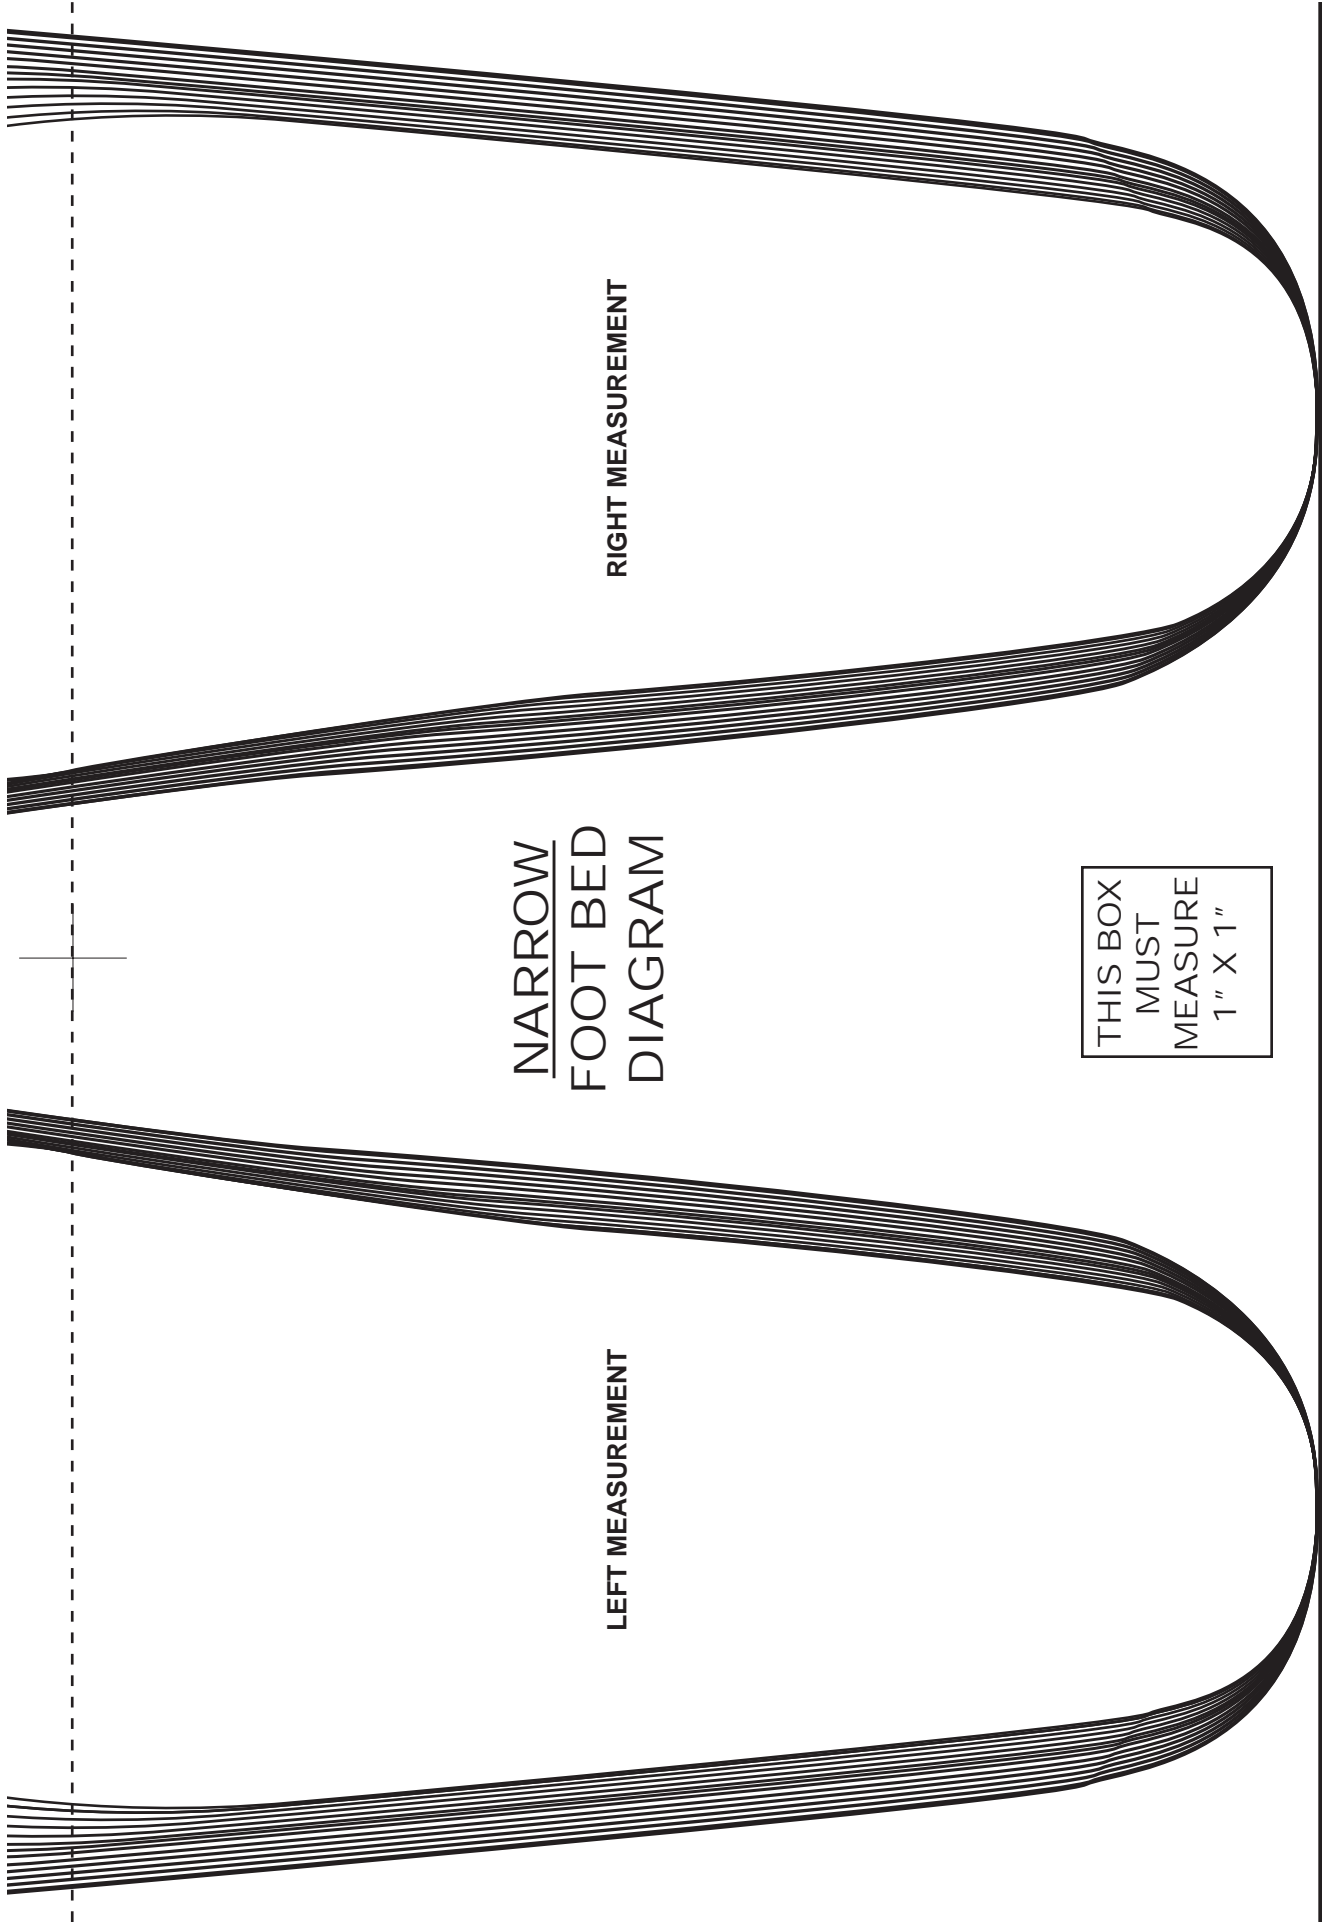 RIGHT MEASUREMENT
NARROW
FOOT BED
DIAGRAM
THIS BOX
MUST
MEASURE
1" X 1"
LEFT MEASUREMENT